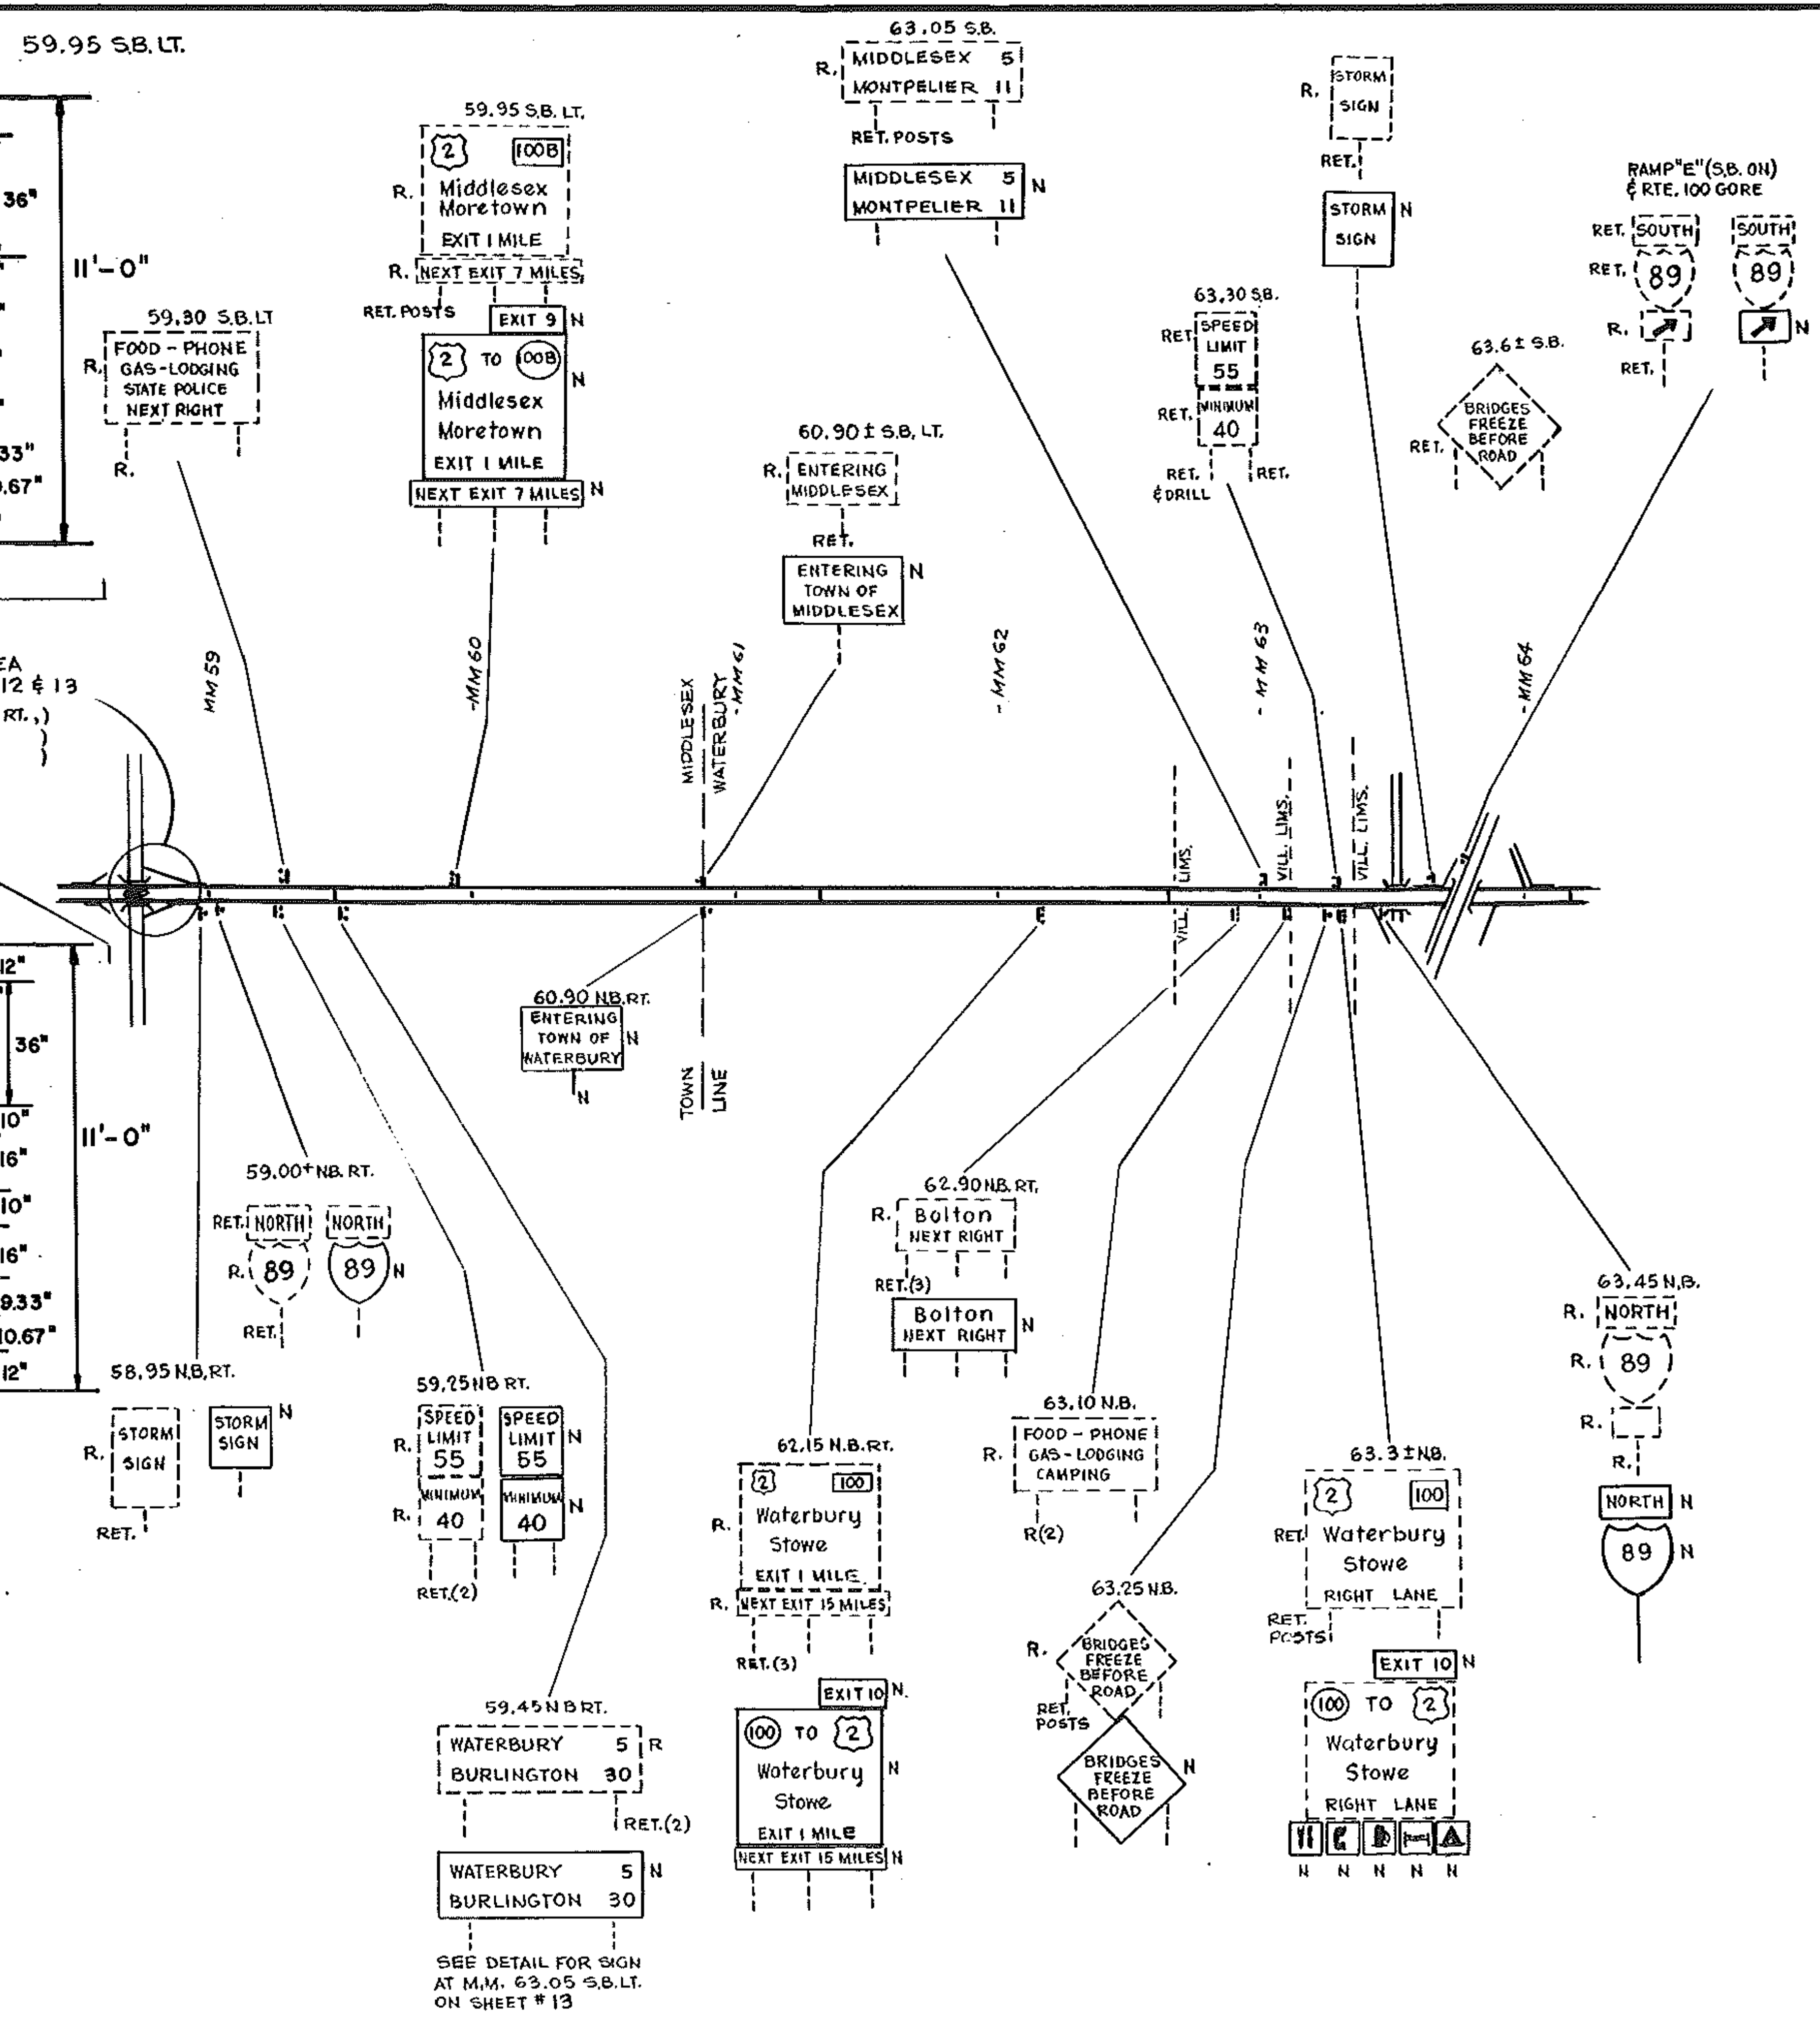 59.95 S.B. LT.
36"
11'-0"
33"
.67"
EA
12 & 13
RT.,)
)
)
59.30 S.B. LT
R.
FOOD - PHONE
GAS-LODGING
STATE POLICE
NEXT RIGHT
R.
59.95 S.B. LT.
2 100B
R.
Middlesex
Moretown
EXIT 1 MILE
R. NEXT EXIT 7 MILES
RET. POSTS
EXIT 9 N
2 TO 100B
N
Middlesex
Moretown
EXIT 1 MILE
NEXT EXIT 7 MILES N
60.90± S.B. LT.
R. ENTERING
MIDDLESEX
RET.
ENTERING N
TOWN OF
MIDDLESEX
63.05 S.B.
R. MIDDLESEX 5
MONTPELIER 11
RET. POSTS
MIDDLESEX 5 N
MONTPELIER 11
63.30 S.B.
RET. SPEED
LIMIT
55
RET. MINIMUM
40
RET. RET.
& DRILL
R. STORM
SIGN
RET.
STORM N
SIGN
63.6± S.B.
RET.
BRIDGES
FREEZE
BEFORE
ROAD
RAMP "E" (S.B. ON)
& RTE. 100 GORE
RET. SOUTH SOUTH
RET. 89 89
R. N
RET.
MM 59
-MM 60
MIDDLESEX
WATERBURY
-MM 61
-MM 62
- MM 63
-MM 64
VILL. LIMS.
VILL. LIMS.
VILL. LIMS.
TOWN
LINE
12"
36"
10"
16"
10"
16"
9.33"
10.67"
12"
11'-0"
58.95 N.B. RT.
R. STORM
SIGN
RET.
STORM N
SIGN
59.00+ N.B. RT.
RET. NORTH NORTH
R. 89 89 N
RET.
59.25 NB RT.
R. SPEED
LIMIT
55
R. MINIMUM
40
RET.(2)
SPEED
LIMIT N
55
MINIMUM N
40
59.45 N B RT.
WATERBURY 5 R
BURLINGTON 30
RET.(2)
WATERBURY 5 N
BURLINGTON 30
SEE DETAIL FOR SIGN
AT M.M. 63.05 S.B. LT.
ON SHEET # 13
60.90 N.B. RT.
ENTERING
TOWN OF N
WATERBURY
N
62.15 N.B. RT.
2 100
R. Waterbury
Stowe
EXIT 1 MILE
R. NEXT EXIT 15 MILES
RET.(3)
EXIT 10 N.
100 TO 2
Waterbury N
Stowe
EXIT 1 MILE
NEXT EXIT 15 MILES N
62.90 N.B. RT.
R. Bolton
NEXT RIGHT
RET.(3)
Bolton N
NEXT RIGHT
63.10 N.B.
R. FOOD - PHONE
GAS-LODGING
CAMPING
R(2)
63.25 N.B.
R. BRIDGES
FREEZE
BEFORE
ROAD
RET.
POSTS
BRIDGES N
FREEZE
BEFORE
ROAD
63.3± N.B.
2 100
RET. Waterbury
Stowe
RIGHT LANE
RET.
POSTS
EXIT 10 N
100 TO 2
Waterbury
Stowe
RIGHT LANE
N N N N N
63.45 N.B.
R. NORTH
R. 89
R.
R.
NORTH N
89 N